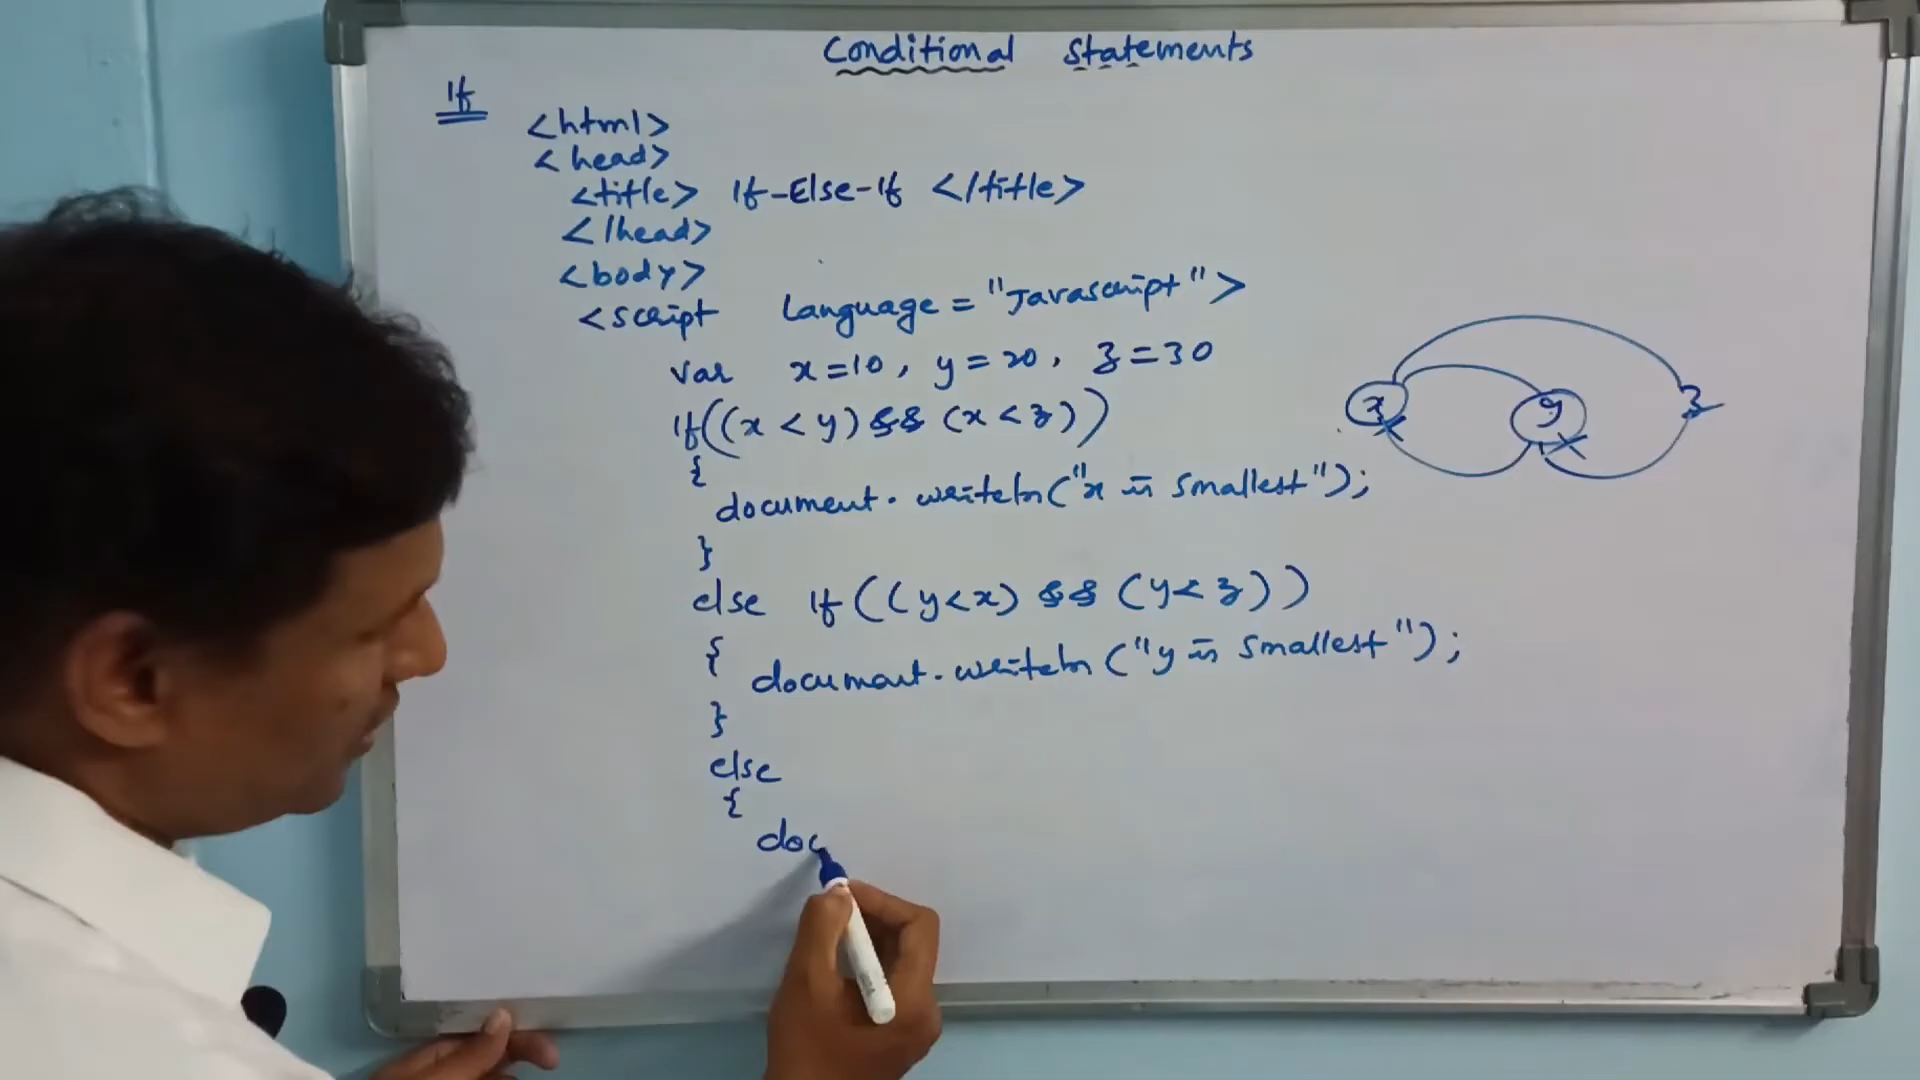 Conditional Statements
If
<html>
<head>
<title> If-Else-If </title>
</head>
<body>
<script language="Javascript">
var x=10, y=20, z=30
If((x<y)&&(x<z))
{
document.writeln("x is smallest");
}
else If((y<x) && (y<z))
{ document.writeln("y is smallest");
}
else
{
doc
x y z